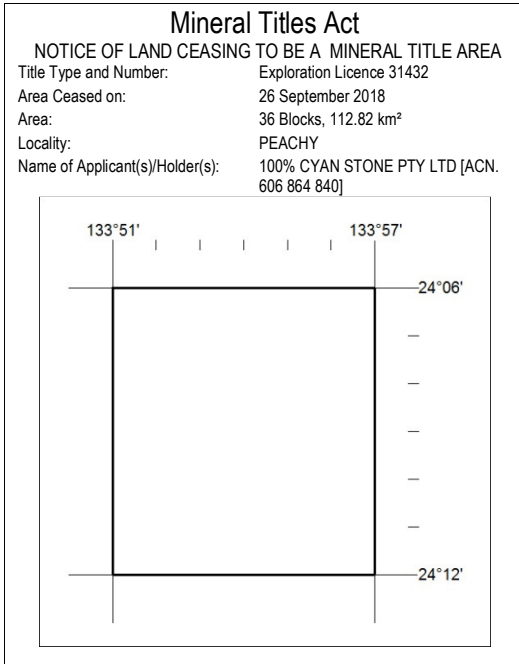 Mineral Titles Act
NOTICE OF LAND CEASING TO BE A MINERAL TITLE AREA
Title Type and Number: Exploration Licence 31432
Area Ceased on: 26 September 2018
Area: 36 Blocks, 112.82 km²
Locality: PEACHY
Name of Applicant(s)/Holder(s): 100% CYAN STONE PTY LTD [ACN.
606 864 840]
133°51' 133°57'
24°06'
24°12'